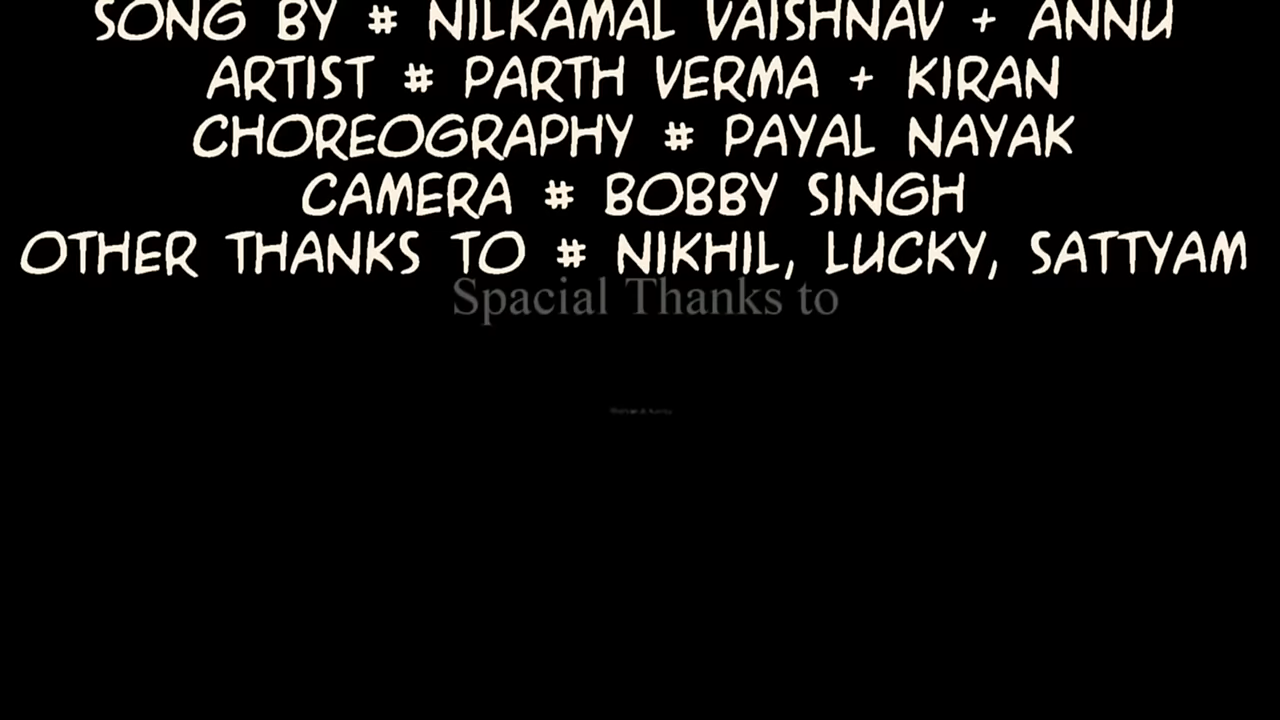 SONG BY # NILKAMAL VAISHNAV + ANNU
ARTIST # PARTH VERMA + KIRAN
CHOREOGRAPHY # PAYAL NAYAK
CAMERA # BOBBY SINGH
OTHER THANKS TO # NIKHIL, LUCKY, SATTYAM
Spacial Thanks to